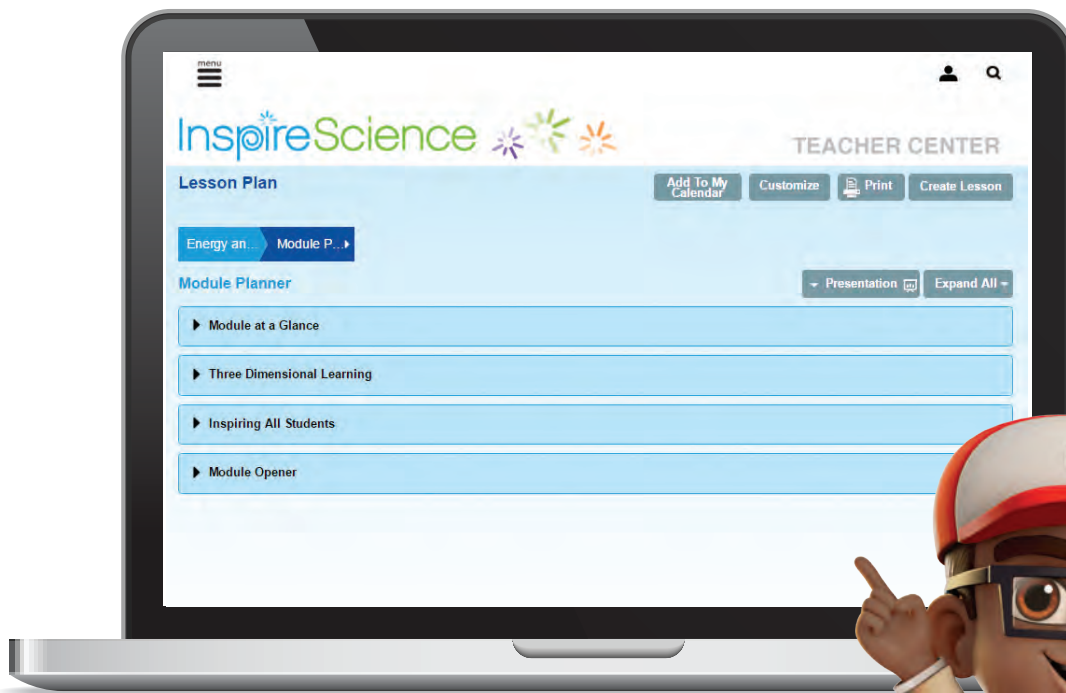 menu
InspireScience
TEACHER CENTER
Lesson Plan
Add To My
Calendar
Customize
Print
Create Lesson
Energy an...
Module P...
Module Planner
Presentation
Expand All
Module at a Glance
Three Dimensional Learning
Inspiring All Students
Module Opener